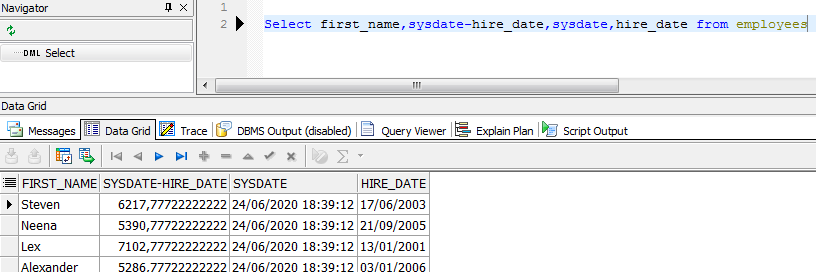 Navigator
DML Select
1
2 Select first_name,sysdate-hire_date,sysdate,hire_date from employees
Data Grid
Messages Data Grid Trace DBMS Output (disabled) Query Viewer Explain Plan Script Output
FIRST_NAME SYSDATE-HIRE_DATE SYSDATE HIRE_DATE
Steven 6217,77722222222 24/06/2020 18:39:12 17/06/2003
Neena 5390,77722222222 24/06/2020 18:39:12 21/09/2005
Lex 7102,77722222222 24/06/2020 18:39:12 13/01/2001
Alexander 5286,77722222222 24/06/2020 18:39:12 03/01/2006